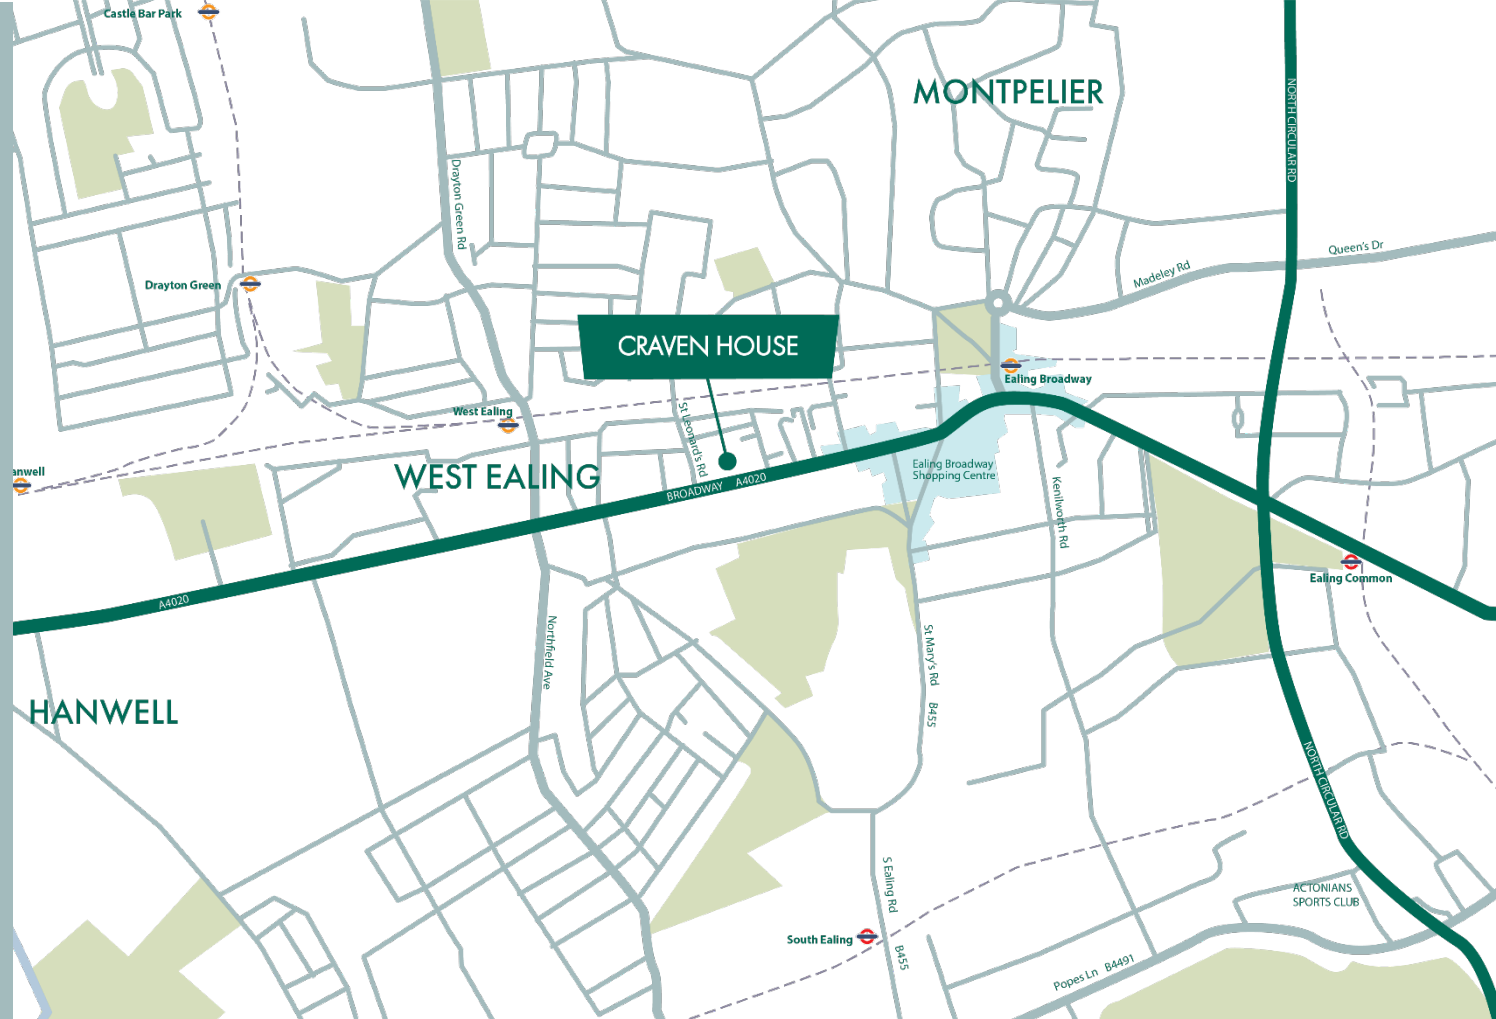 Castle Bar Park
MONTPELIER
NORTH CIRCULAR RD
Drayton Green Rd
Queen's Dr
Madeley Rd
Drayton Green
CRAVEN HOUSE
Ealing Broadway
West Ealing
St Leonard's Rd
anwell
WEST EALING
Ealing Broadway
Shopping Centre
BROADWAY A4020
Kenilworth Rd
Ealing Common
A4020
Northfield Ave
St Mary's Rd B455
HANWELL
NORTH CIRCULAR RD
S Ealing Rd B455
ACTONIANS
SPORTS CLUB
South Ealing
Popes Ln B4491